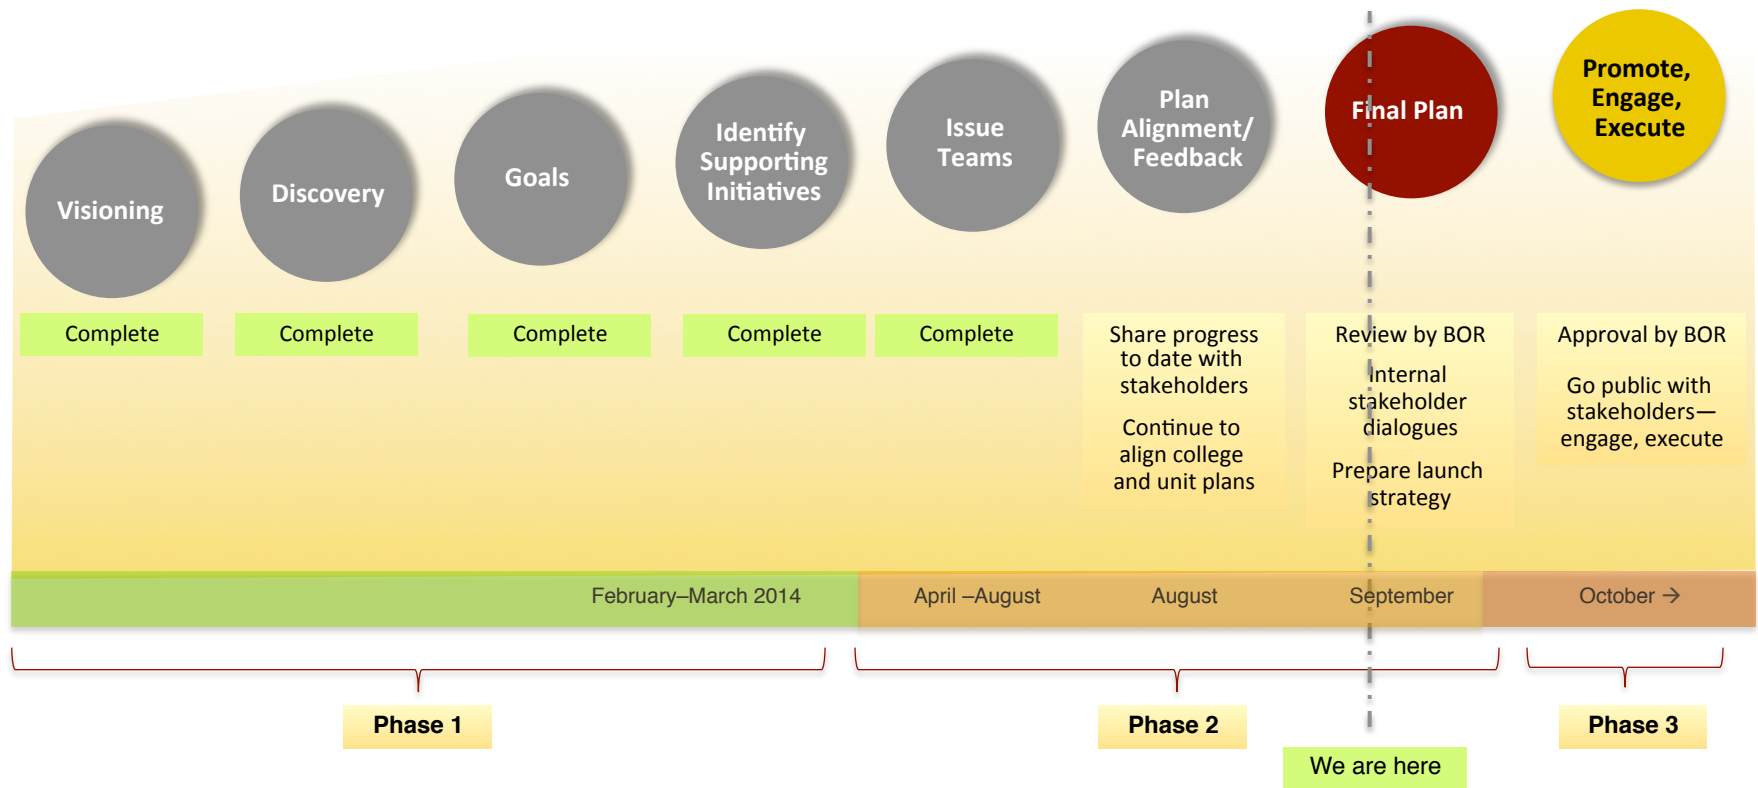 Visioning
Discovery
Goals
Identify
Supporting
Initiatives
Issue
Teams
Plan
Alignment/
Feedback
Final Plan
Promote,
Engage,
Execute
Complete
Complete
Complete
Complete
Complete
Share progress
to date with
stakeholders
Continue to
align college
and unit plans
Review by BOR
Internal
stakeholder
dialogues
Prepare launch
strategy
Approval by BOR
Go public with
stakeholders—
engage, execute
February–March 2014
April –August
August
September
October →
Phase 1
Phase 2
Phase 3
We are here